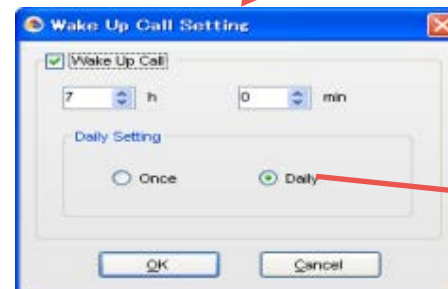 Wake Up Call Setting
Wake Up Call
7 h 0 min
Daily Setting
Once Daily
OK Cancel